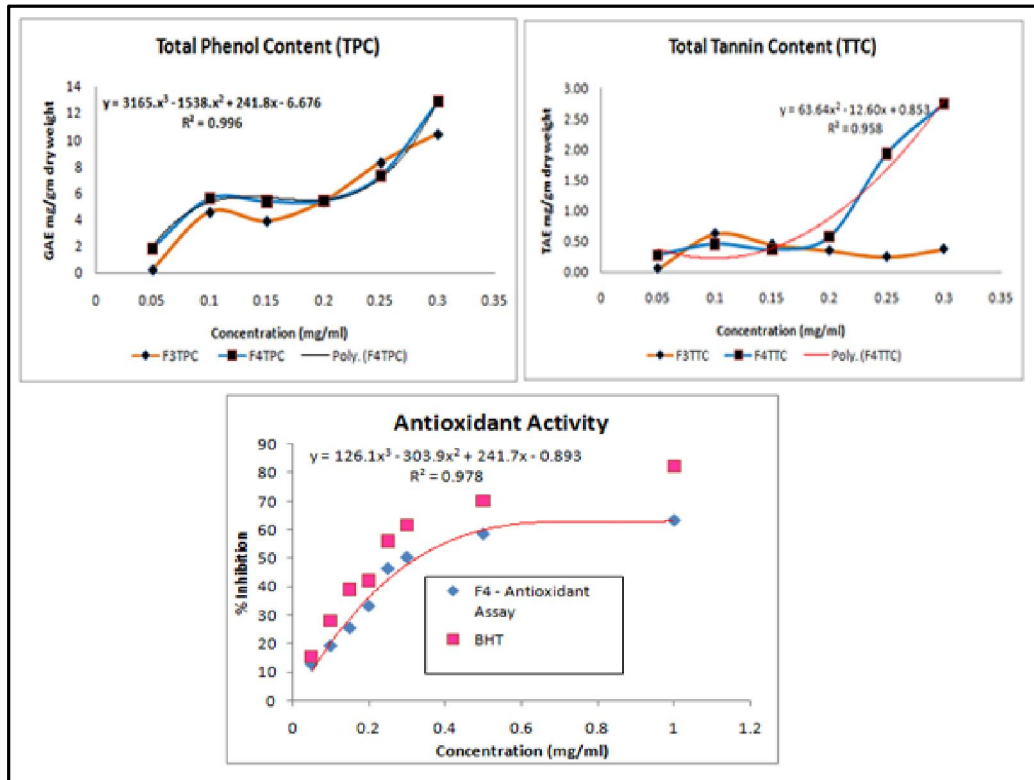 Total Phenol Content (TPC)
y = 3165.x³ - 1538.x² + 241.8x - 6.676
R² = 0.996
GAE mg/gm dry weight
14
12
10
8
6
4
2
0
0 0.05 0.1 0.15 0.2 0.25 0.3 0.35
Concentration (mg/ml)
F3TPC F4TPC Poly. (F4TPC)
Total Tannin Content (TTC)
y = 63.64x² - 12.60x + 0.853
R² = 0.958
TAE mg/gm dry weight
3.00
2.50
2.00
1.50
1.00
0.50
0.00
0 0.05 0.1 0.15 0.2 0.25 0.3 0.35
Concentration (mg/ml)
F3TTC F4TTC Poly. (F4TTC)
Antioxidant Activity
y = 126.1x³ - 303.9x² + 241.7x - 0.893
R² = 0.978
% Inhibition
90
80
70
60
50
40
30
20
10
0
F4 - Antioxidant
Assay
BHT
0 0.2 0.4 0.6 0.8 1 1.2
Concentration (mg/ml)